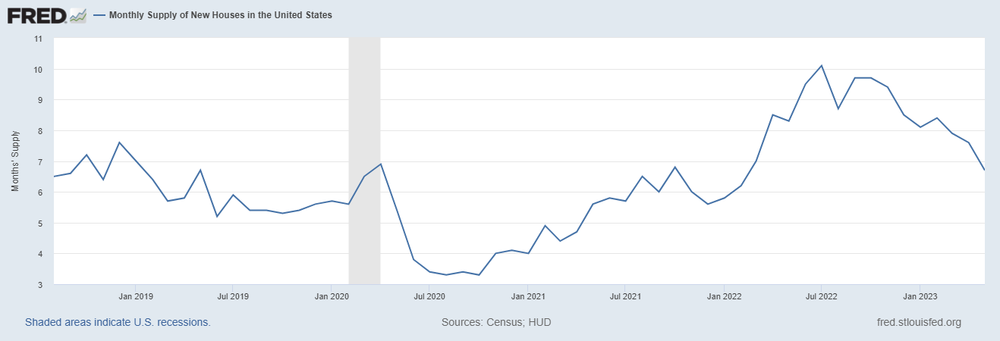 FRED
Monthly Supply of New Houses in the United States
Months' Supply
11
10
9
8
7
6
5
4
3
Jan 2019 Jul 2019 Jan 2020 Jul 2020 Jan 2021 Jul 2021 Jan 2022 Jul 2022 Jan 2023
Shaded areas indicate U.S. recessions. Sources: Census; HUD fred.stlouisfed.org